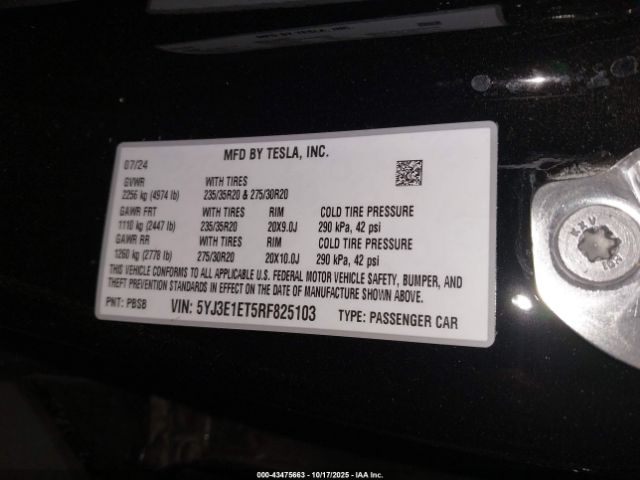 MFD BY TESLA, INC.
MFD BY TESLA, INC.
07/24
GVWR WITH TIRES
2256 kg (4974 lb) 235/35R20 & 275/30R20
GAWR FRT WITH TIRES RIM COLD TIRE PRESSURE
1110 kg (2447 lb) 235/35R20 20X9.0J 290 kPa, 42 psi
GAWR RR WITH TIRES RIM COLD TIRE PRESSURE
1260 kg (2778 lb) 275/30R20 20X10.0J 290 kPa, 42 psi
THIS VEHICLE CONFORMS TO ALL APPLICABLE U.S. FEDERAL MOTOR VEHICLE SAFETY, BUMPER, AND
THEFT PREVENTION STANDARDS IN EFFECT ON THE DATE OF MANUFACTURE SHOWN ABOVE.
PNT: PBSB VIN: 5YJ3E1ET5RF825103 TYPE: PASSENGER CAR
000-43475663 - 10/17/2025 - IAA Inc.